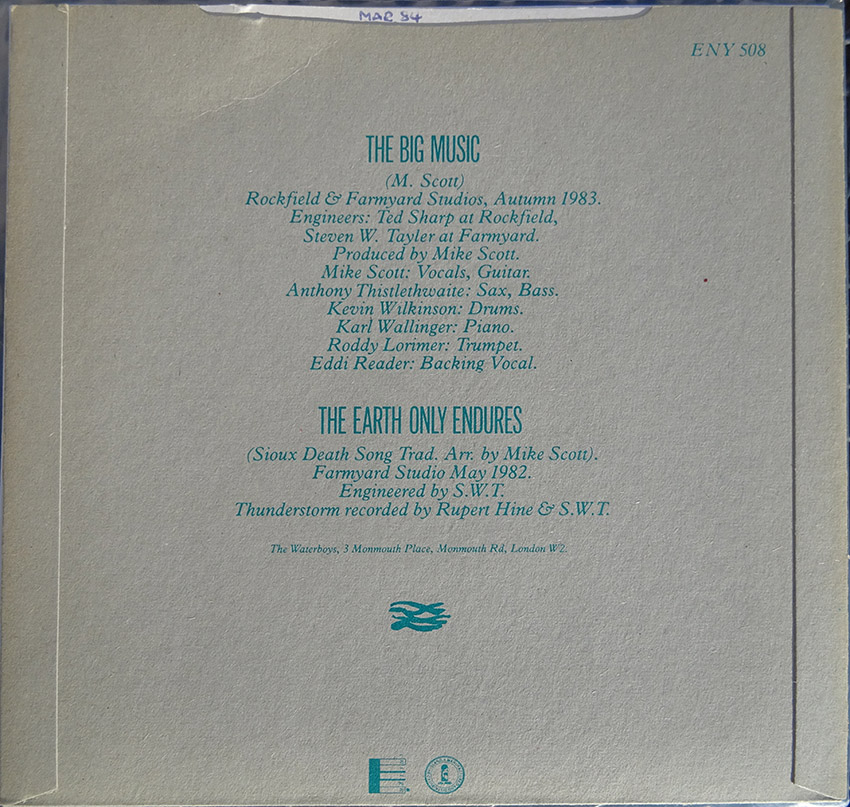 MAR 84
ENY 508
THE BIG MUSIC
(M. Scott)
Rockfield & Farmyard Studios, Autumn 1983.
Engineers: Ted Sharp at Rockfield,
Steven W. Tayler at Farmyard.
Produced by Mike Scott.
Mike Scott: Vocals, Guitar.
Anthony Thistlethwaite: Sax, Bass.
Kevin Wilkinson: Drums.
Karl Wallinger: Piano.
Roddy Lorimer: Trumpet.
Eddi Reader: Backing Vocal.
THE EARTH ONLY ENDURES
(Sioux Death Song Trad. Arr. by Mike Scott).
Farmyard Studio May 1982.
Engineered by S.W.T.
Thunderstorm recorded by Rupert Hine & S.W.T.
The Waterboys, 3 Monmouth Place, Monmouth Rd, London W2.